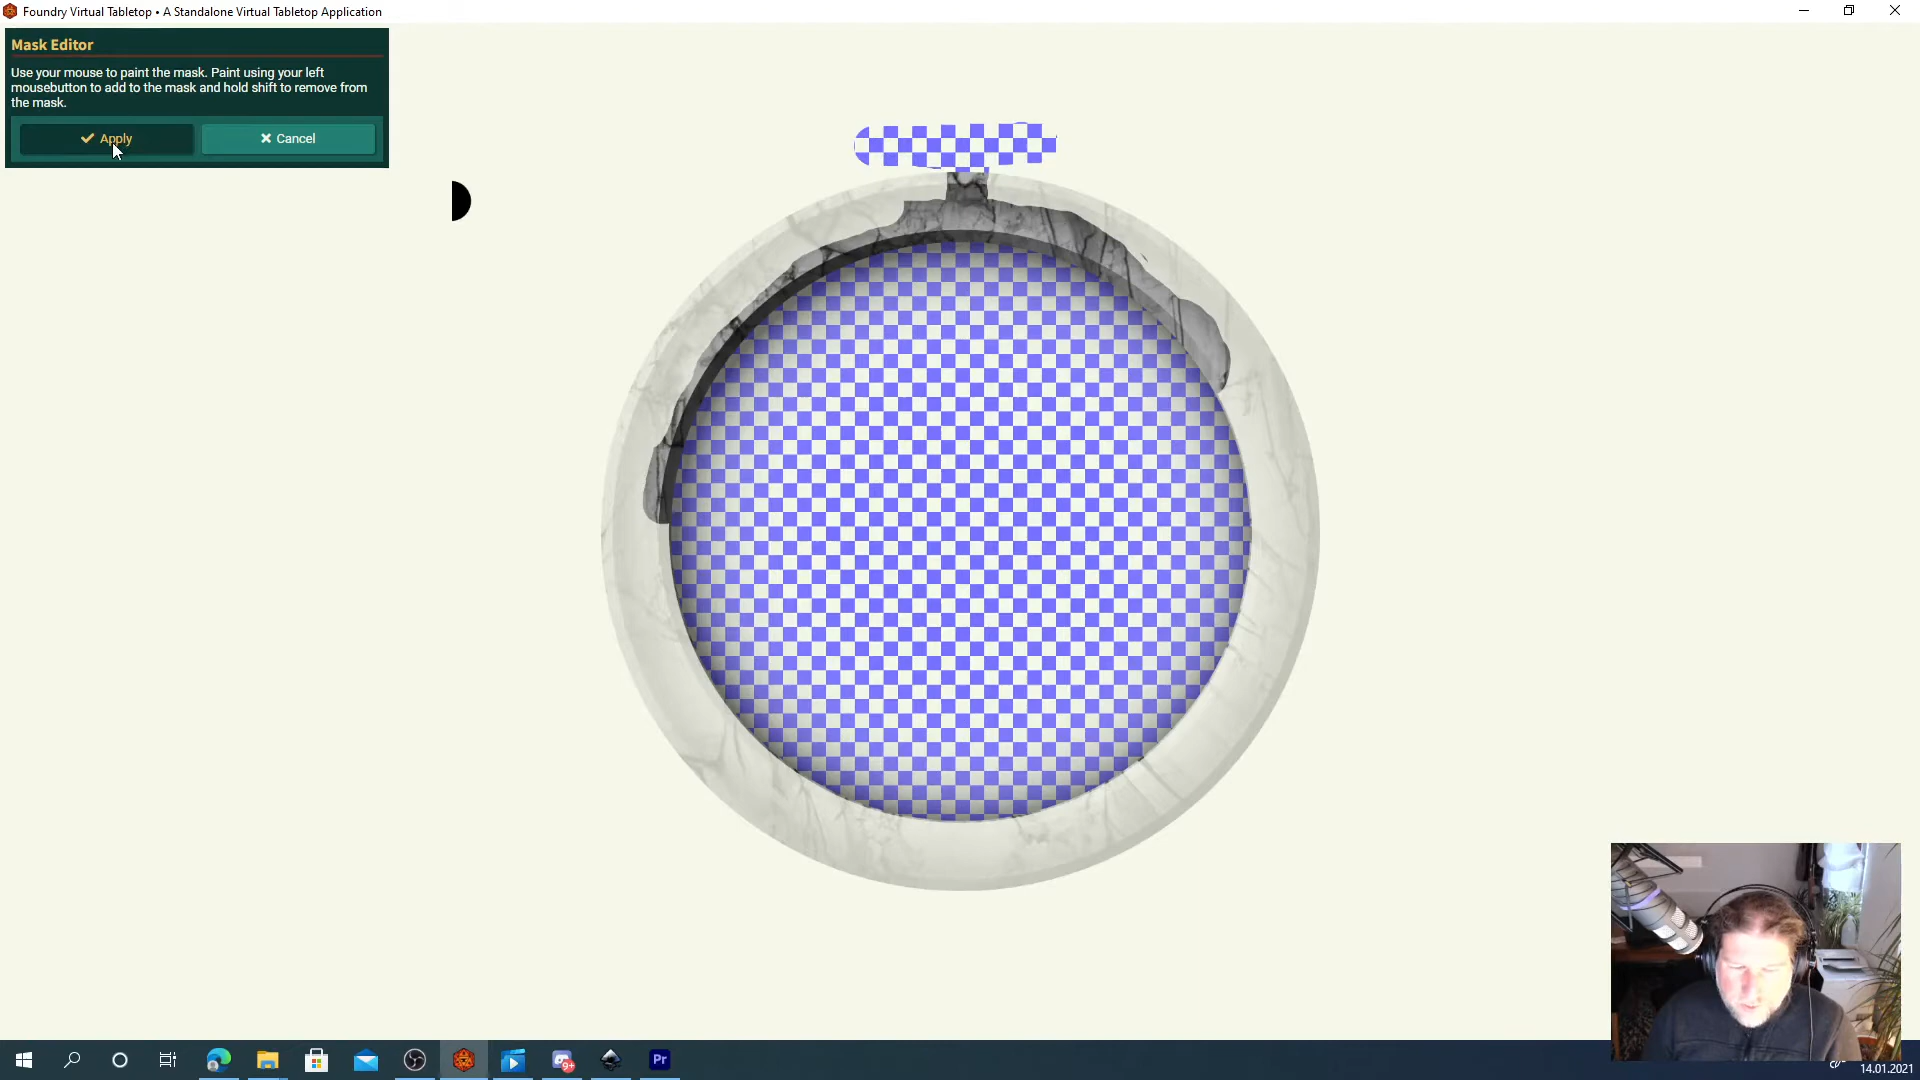 Foundry Virtual Tabletop • A Standalone Virtual Tabletop Application
Mask Editor
Use your mouse to paint the mask. Paint using your left
mousebutton to add to the mask and hold shift to remove from
the mask.
Apply
Cancel
9+
Pr
14.01.2021